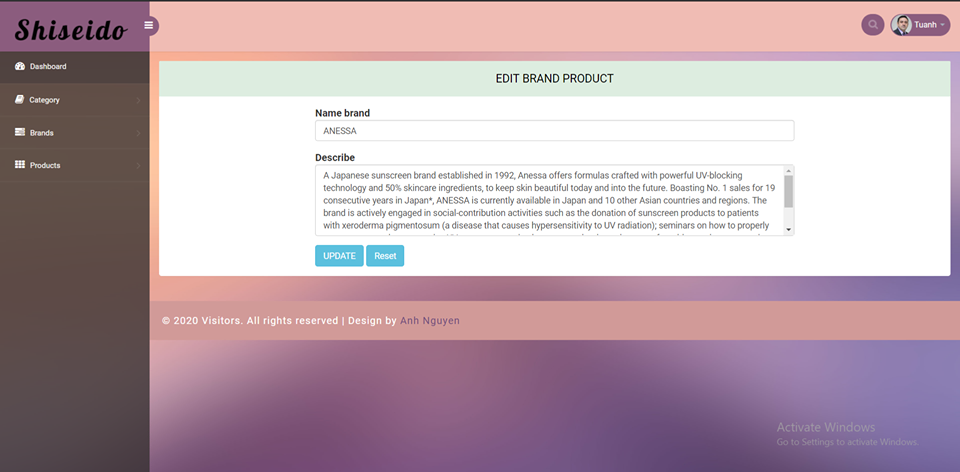 Shiseido
Tuanh
Dashboard
Category
Brands
Products
EDIT BRAND PRODUCT
Name brand
ANESSA
Describe
A Japanese sunscreen brand established in 1992, Anessa offers formulas crafted with powerful UV-blocking
technology and 50% skincare ingredients, to keep skin beautiful today and into the future. Boasting No. 1 sales for 19
consecutive years in Japan*, ANESSA is currently available in Japan and 10 other Asian countries and regions. The
brand is actively engaged in social-contribution activities such as the donation of sunscreen products to patients
with xeroderma pigmentosum (a disease that causes hypersensitivity to UV radiation); seminars on how to properly
UPDATE Reset
© 2020 Visitors. All rights reserved | Design by Anh Nguyen
Activate Windows
Go to Settings to activate Windows.